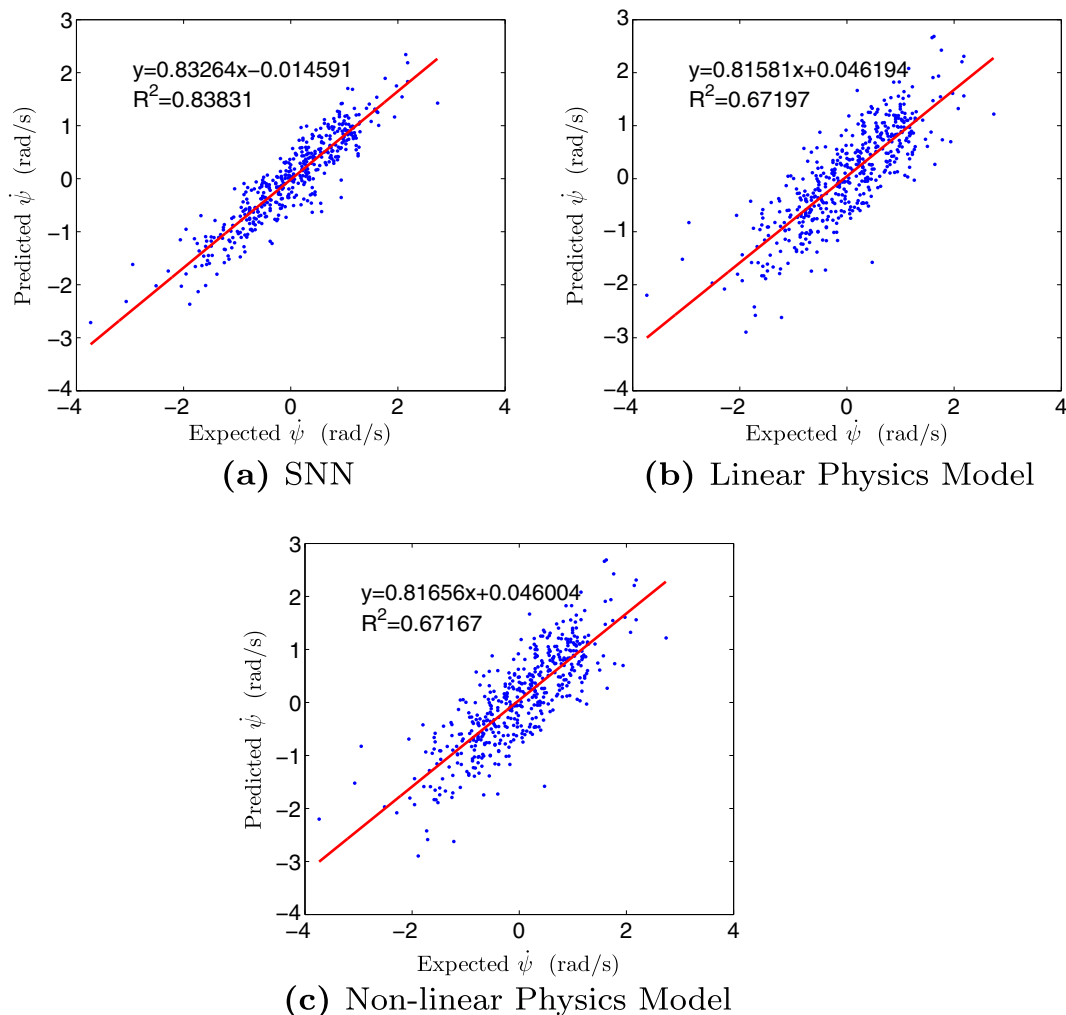 3
2
1
0
−1
−2
−3
−4
−4 −2 0 2 4
Predicted ψ̇ (rad/s)
Expected ψ̇ (rad/s)
y=0.83264x−0.014591
R²=0.83831
(a) SNN
3
2
1
0
−1
−2
−3
−4
−4 −2 0 2 4
Predicted ψ̇ (rad/s)
Expected ψ̇ (rad/s)
y=0.81581x+0.046194
R²=0.67197
(b) Linear Physics Model
3
2
1
0
−1
−2
−3
−4
−4 −2 0 2 4
Predicted ψ̇ (rad/s)
Expected ψ̇ (rad/s)
y=0.81656x+0.046004
R²=0.67167
(c) Non-linear Physics Model